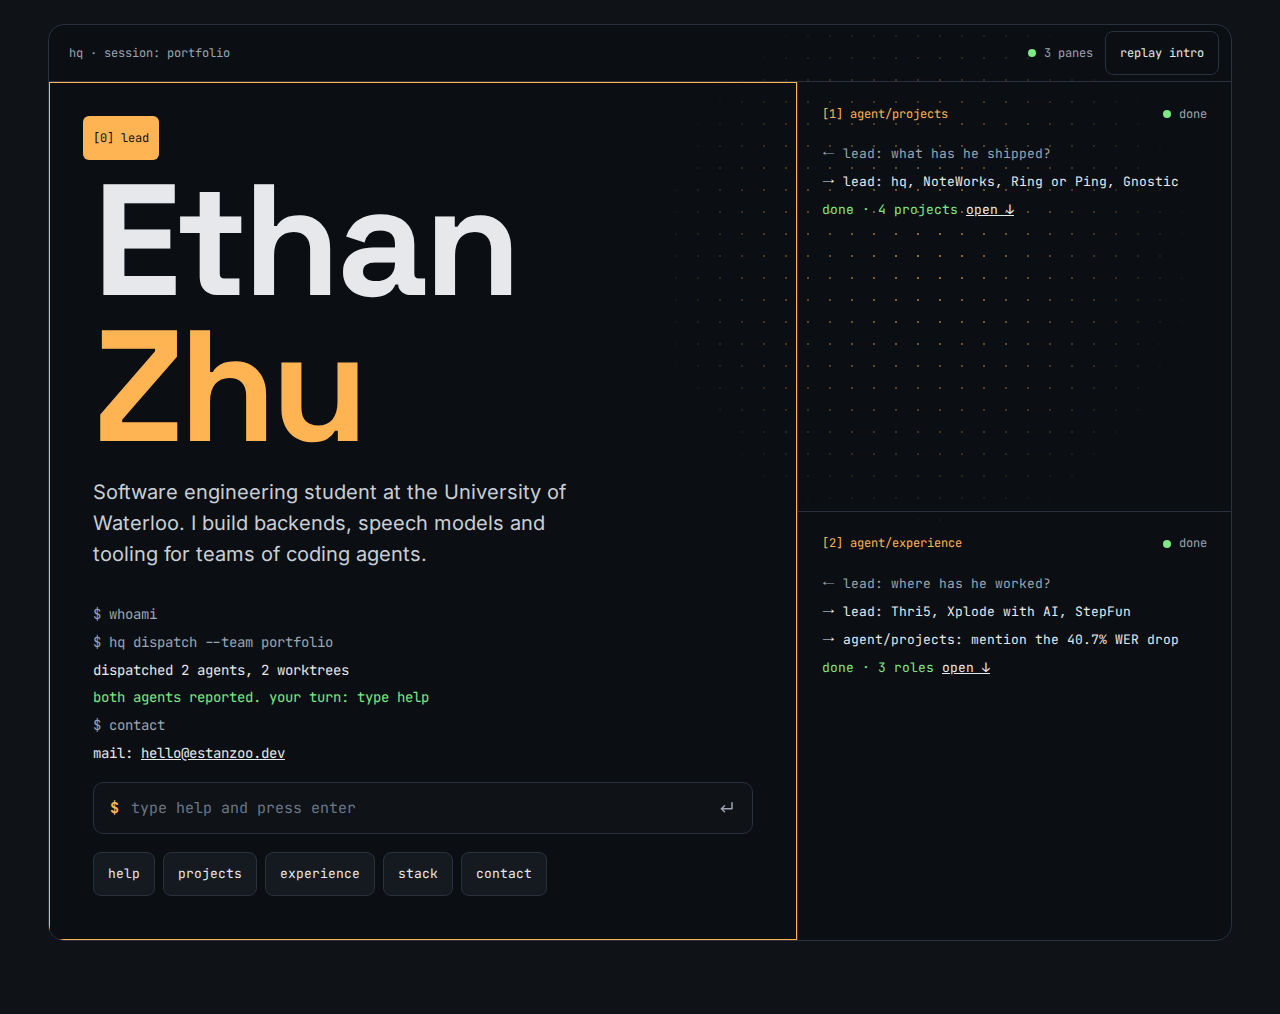 hq · session: portfolio
3 panes
replay intro
[0] lead
Ethan
Zhu
Software engineering student at the University of
Waterloo. I build backends, speech models and
tooling for teams of coding agents.
$ whoami
$ hq dispatch --team portfolio
dispatched 2 agents, 2 worktrees
both agents reported. your turn: type help
$ contact
mail: hello@estanzoo.dev
$ type help and press enter ↵
help
projects
experience
stack
contact
[1] agent/projects
done
← lead: what has he shipped?
→ lead: hq, NoteWorks, Ring or Ping, Gnostic
done · 4 projects open ↓
[2] agent/experience
done
← lead: where has he worked?
→ lead: Thri5, Xplode with AI, StepFun
→ agent/projects: mention the 40.7% WER drop
done · 3 roles open ↓